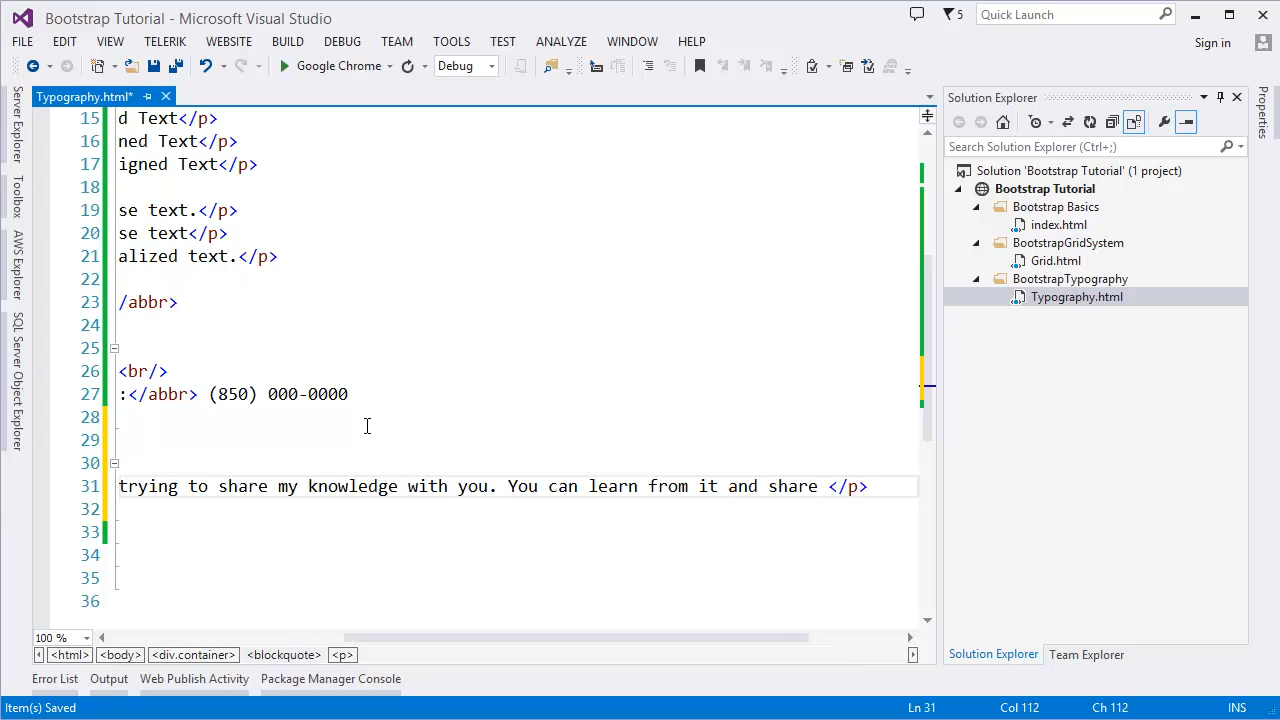 Bootstrap Tutorial - Microsoft Visual Studio
5
Quick Launch
FILE EDIT VIEW TELERIK WEBSITE BUILD DEBUG TEAM TOOLS TEST ANALYZE WINDOW HELP
Sign in
Google Chrome
Debug
Server Explorer
Toolbox
AWS Explorer
SQL Server Object Explorer
Typography.html*
15 d Text</p>
16 ned Text</p>
17 igned Text</p>
18
19 se text.</p>
20 se text</p>
21 alized text.</p>
22
23 /abbr>
24
25
26 <br/>
27 :</abbr> (850) 000-0000
28
29
30
31 trying to share my knowledge with you. You can learn from it and share </p>
32
33
34
35
36
100 %
<html> <body> <div.container> <blockquote> <p>
Solution Explorer
Search Solution Explorer (Ctrl+;)
Solution 'Bootstrap Tutorial' (1 project)
Bootstrap Tutorial
Bootstrap Basics
index.html
BootstrapGridSystem
Grid.html
BootstrapTypography
Typography.html
Solution Explorer Team Explorer
Properties
Error List Output Web Publish Activity Package Manager Console
Item(s) Saved
Ln 31 Col 112 Ch 112 INS